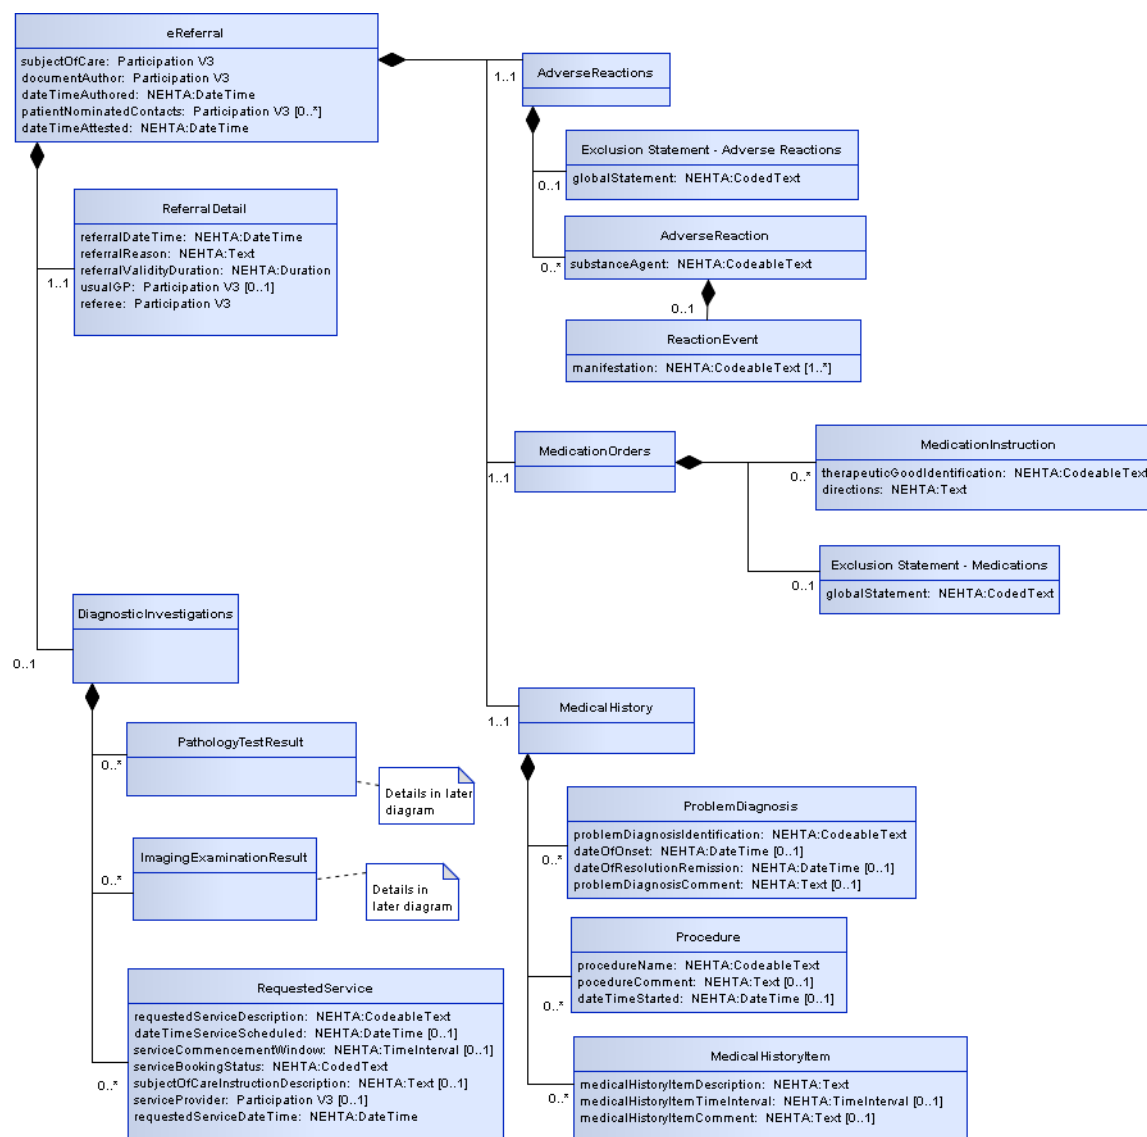 eReferral
subjectOfCare: Participation V3
documentAuthor: Participation V3
dateTimeAuthored: NEHTA:DateTime
patientNominatedContacts: Participation V3 [0..*]
dateTimeAttested: NEHTA:DateTime
1..1
AdverseReactions
Exclusion Statement - Adverse Reactions
globalStatement: NEHTA:CodedText
0..1
AdverseReaction
substanceAgent: NEHTA:CodeableText
0..*
0..1
ReactionEvent
manifestation: NEHTA:CodeableText [1..*]
ReferralDetail
referralDateTime: NEHTA:DateTime
referralReason: NEHTA:Text
referralValidityDuration: NEHTA:Duration
usualGP: Participation V3 [0..1]
referee: Participation V3
1..1
MedicationOrders
1..1
MedicationInstruction
therapeuticGoodIdentification: NEHTA:CodeableText
directions: NEHTA:Text
0..*
Exclusion Statement - Medications
globalStatement: NEHTA:CodedText
0..1
DiagnosticInvestigations
0..1
PathologyTestResult
0..*
Details in later
diagram
ImagingExaminationResult
0..*
Details in
later diagram
RequestedService
requestedServiceDescription: NEHTA:CodeableText
dateTimeServiceScheduled: NEHTA:DateTime [0..1]
serviceCommencementWindow: NEHTA:TimeInterval [0..1]
serviceBookingStatus: NEHTA:CodedText
subjectOfCareInstructionDescription: NEHTA:Text [0..1]
serviceProvider: Participation V3 [0..1]
requestedServiceDateTime: NEHTA:DateTime
0..*
MedicalHistory
1..1
ProblemDiagnosis
problemDiagnosisIdentification: NEHTA:CodeableText
dateOfOnset: NEHTA:DateTime [0..1]
dateOfResolutionRemission: NEHTA:DateTime [0..1]
problemDiagnosisComment: NEHTA:Text [0..1]
0..*
Procedure
procedureName: NEHTA:CodeableText
pocedureComment: NEHTA:Text [0..1]
dateTimeStarted: NEHTA:DateTime [0..1]
0..*
MedicalHistoryItem
medicalHistoryItemDescription: NEHTA:Text
medicalHistoryItemTimeInterval: NEHTA:TimeInterval [0..1]
medicalHistoryItemComment: NEHTA:Text [0..1]
0..*